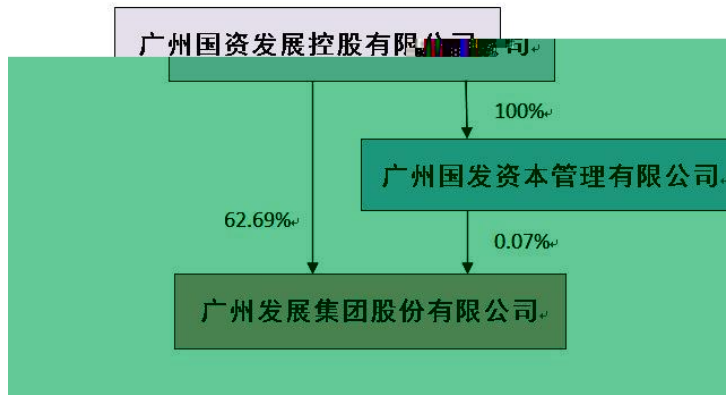 广州国资发展控股有限公司
100%
广州国发资本管理有限公司
62.69%
0.07%
广州发展集团股份有限公司